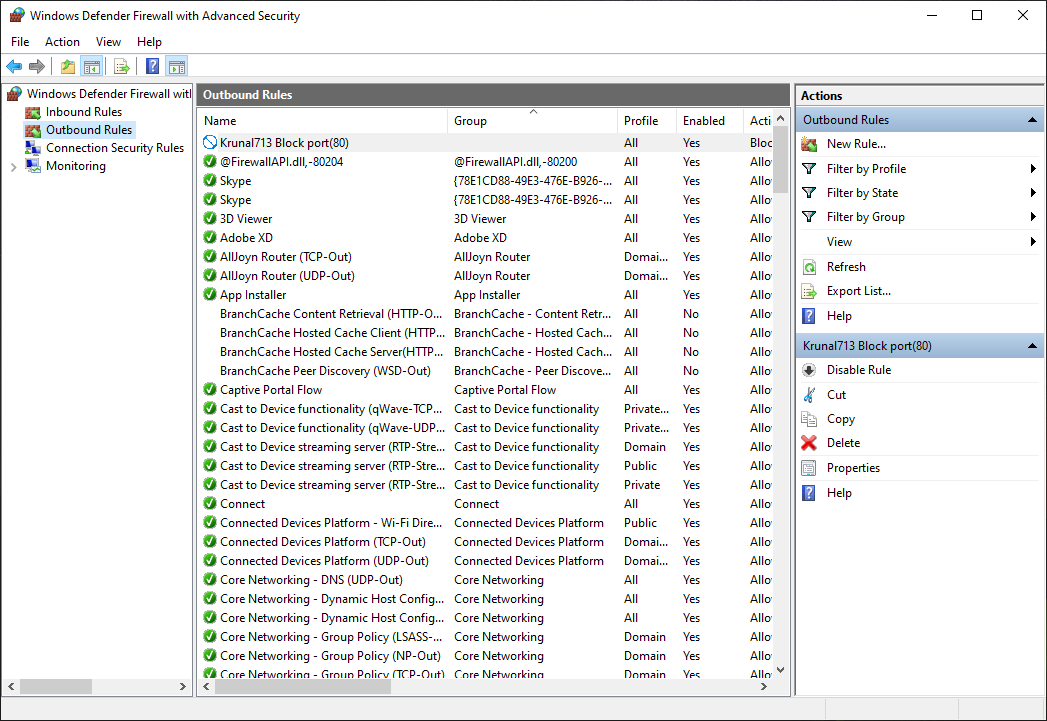 Windows Defender Firewall with Advanced Security
File Action View Help
Windows Defender Firewall with
Inbound Rules
Outbound Rules
Connection Security Rules
Monitoring
Outbound Rules
Name Group Profile Enabled Acti
Krunal713 Block port(80) All Yes Bloc
@FirewallAPI.dll,-80204 @FirewallAPI.dll,-80200 All Yes Allo
Skype {78E1CD88-49E3-476E-B926-... All Yes Allo
Skype {78E1CD88-49E3-476E-B926-... All Yes Allo
3D Viewer 3D Viewer All Yes Allo
Adobe XD Adobe XD All Yes Allo
AllJoyn Router (TCP-Out) AllJoyn Router Domai... Yes Allo
AllJoyn Router (UDP-Out) AllJoyn Router Domai... Yes Allo
App Installer App Installer All Yes Allo
BranchCache Content Retrieval (HTTP-O... BranchCache - Content Retr... All No Allo
BranchCache Hosted Cache Client (HTTP... BranchCache - Hosted Cach... All No Allo
BranchCache Hosted Cache Server(HTTP... BranchCache - Hosted Cach... All No Allo
BranchCache Peer Discovery (WSD-Out) BranchCache - Peer Discove... All No Allo
Captive Portal Flow Captive Portal Flow All Yes Allo
Cast to Device functionality (qWave-TCP... Cast to Device functionality Private... Yes Allo
Cast to Device functionality (qWave-UDP... Cast to Device functionality Private... Yes Allo
Cast to Device streaming server (RTP-Stre... Cast to Device functionality Domain Yes Allo
Cast to Device streaming server (RTP-Stre... Cast to Device functionality Public Yes Allo
Cast to Device streaming server (RTP-Stre... Cast to Device functionality Private Yes Allo
Connect Connect All Yes Allo
Connected Devices Platform - Wi-Fi Dire... Connected Devices Platform Public Yes Allo
Connected Devices Platform (TCP-Out) Connected Devices Platform Domai... Yes Allo
Connected Devices Platform (UDP-Out) Connected Devices Platform Domai... Yes Allo
Core Networking - DNS (UDP-Out) Core Networking All Yes Allo
Core Networking - Dynamic Host Config... Core Networking All Yes Allo
Core Networking - Dynamic Host Config... Core Networking All Yes Allo
Core Networking - Group Policy (LSASS-... Core Networking Domain Yes Allo
Core Networking - Group Policy (NP-Out) Core Networking Domain Yes Allo
Core Networking - Group Policy (TCP-Out) Core Networking Domain Yes Allo
Actions
Outbound Rules
New Rule...
Filter by Profile
Filter by State
Filter by Group
View
Refresh
Export List...
Help
Krunal713 Block port(80)
Disable Rule
Cut
Copy
Delete
Properties
Help